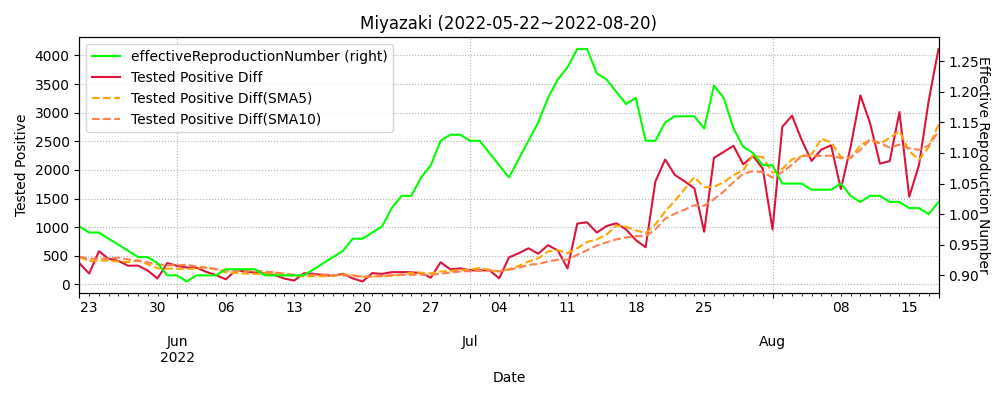 Miyazaki (2022-05-22~2022-08-20)
effectiveReproductionNumber (right)
Tested Positive Diff
Tested Positive Diff(SMA5)
Tested Positive Diff(SMA10)
Tested Positive
4000
3500
3000
2500
2000
1500
1000
500
0
1.25
1.20
1.15
1.10
1.05
1.00
0.95
0.90
Effective Reproduction Number
23 30 06 13 20 27 04 11 18 25 08 15
Jun Jul Aug
2022
Date